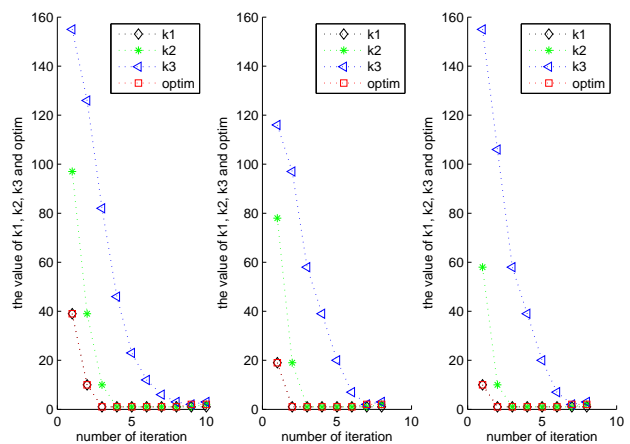 160
140
120
100
80
60
40
20
0
0
5
10
the value of k1, k2, k3 and optim
number of iteration
k1
k2
k3
optim
160
140
120
100
80
60
40
20
0
0
5
10
the value of k1, k2, k3 and optim
number of iteration
k1
k2
k3
optim
160
140
120
100
80
60
40
20
0
0
5
10
the value of k1, k2, k3 and optim
number of iteration
k1
k2
k3
optim